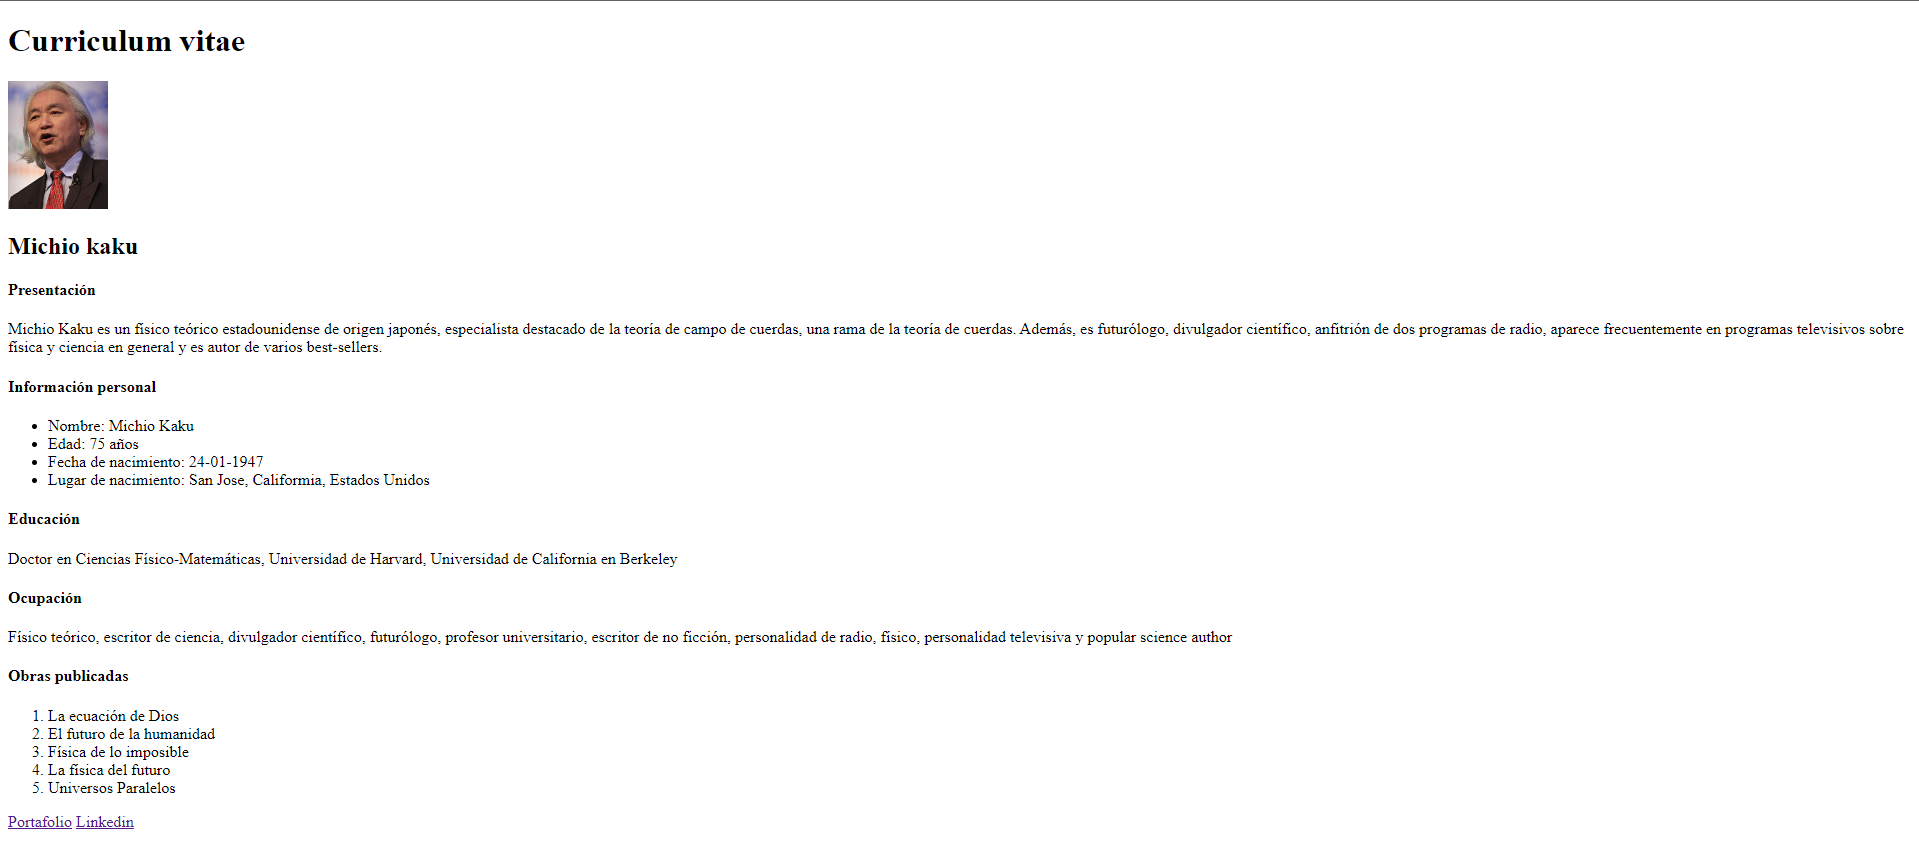 Curriculum vitae
Michio kaku
Presentación
Michio Kaku es un físico teórico estadounidense de origen japonés, especialista destacado de la teoría de campo de cuerdas, una rama de la teoría de cuerdas. Además, es futurólogo, divulgador científico, anfitrión de dos programas de radio, aparece frecuentemente en programas televisivos sobre
física y ciencia en general y es autor de varios best-sellers.
Información personal
• Nombre: Michio Kaku
• Edad: 75 años
• Fecha de nacimiento: 24-01-1947
• Lugar de nacimiento: San Jose, Califormia, Estados Unidos
Educación
Doctor en Ciencias Físico-Matemáticas, Universidad de Harvard, Universidad de California en Berkeley
Ocupación
Físico teórico, escritor de ciencia, divulgador científico, futurólogo, profesor universitario, escritor de no ficción, personalidad de radio, físico, personalidad televisiva y popular science author
Obras publicadas
1. La ecuación de Dios
2. El futuro de la humanidad
3. Física de lo imposible
4. La física del futuro
5. Universos Paralelos
Portafolio Linkedin